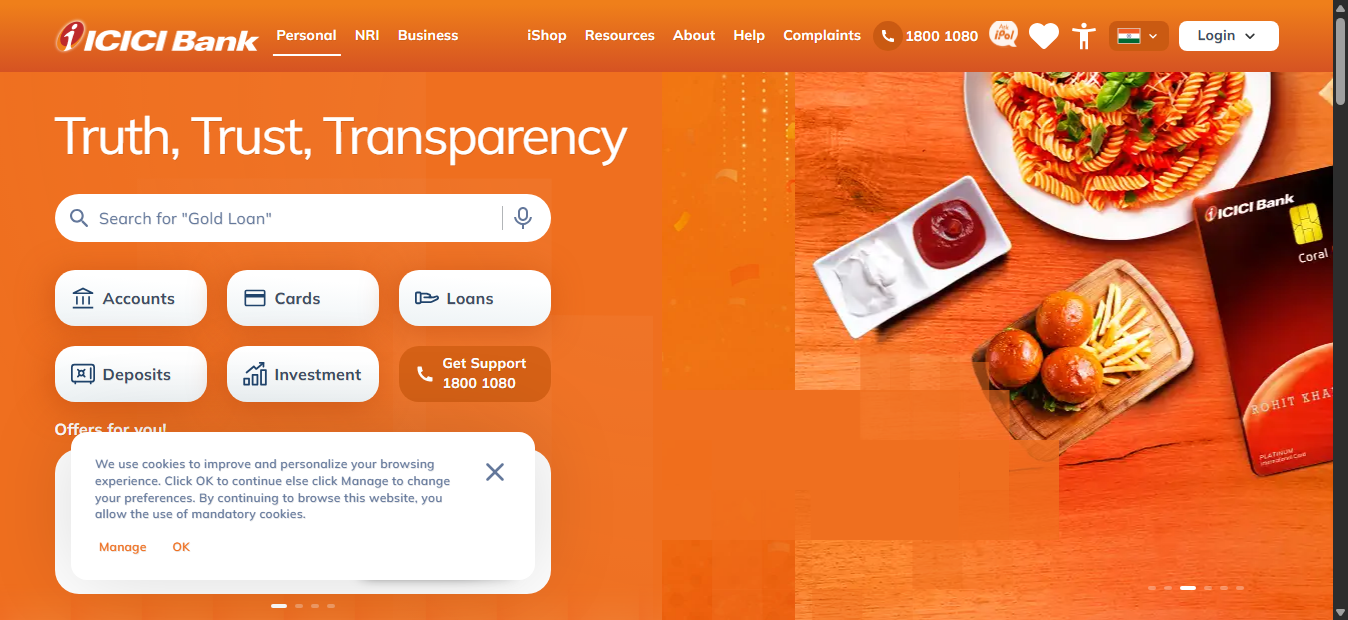 ICICI Bank
Personal
NRI
Business
iShop
Resources
About
Help
Complaints
1800 1080
Ask iPal
Login
Truth, Trust, Transparency
Search for "Gold Loan"
Accounts
Cards
Loans
Deposits
Investment
Get Support
1800 1080
Offers for you!
We use cookies to improve and personalize your browsing
experience. Click OK to continue else click Manage to change
your preferences. By continuing to browse this website, you
allow the use of mandatory cookies.
Manage
OK
ICICI Bank
Coral
ROHIT KHA
PLATINUM
International Card